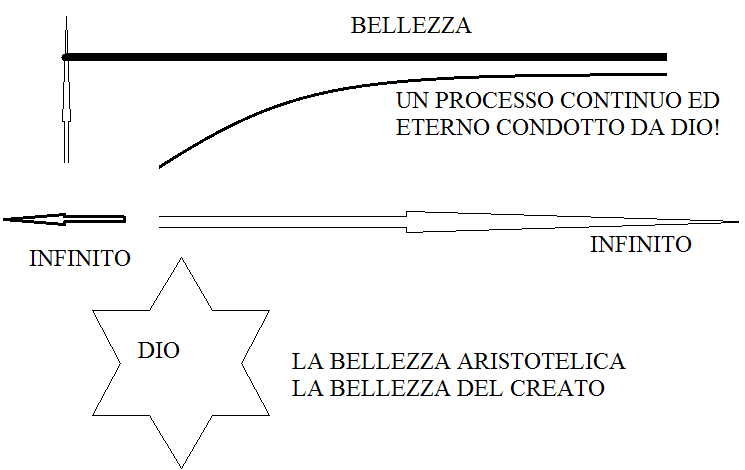 BELLEZZA
UN PROCESSO CONTINUO ED
ETERNO CONDOTTO DA DIO!
INFINITO
INFINITO
DIO
LA BELLEZZA ARISTOTELICA
LA BELLEZZA DEL CREATO